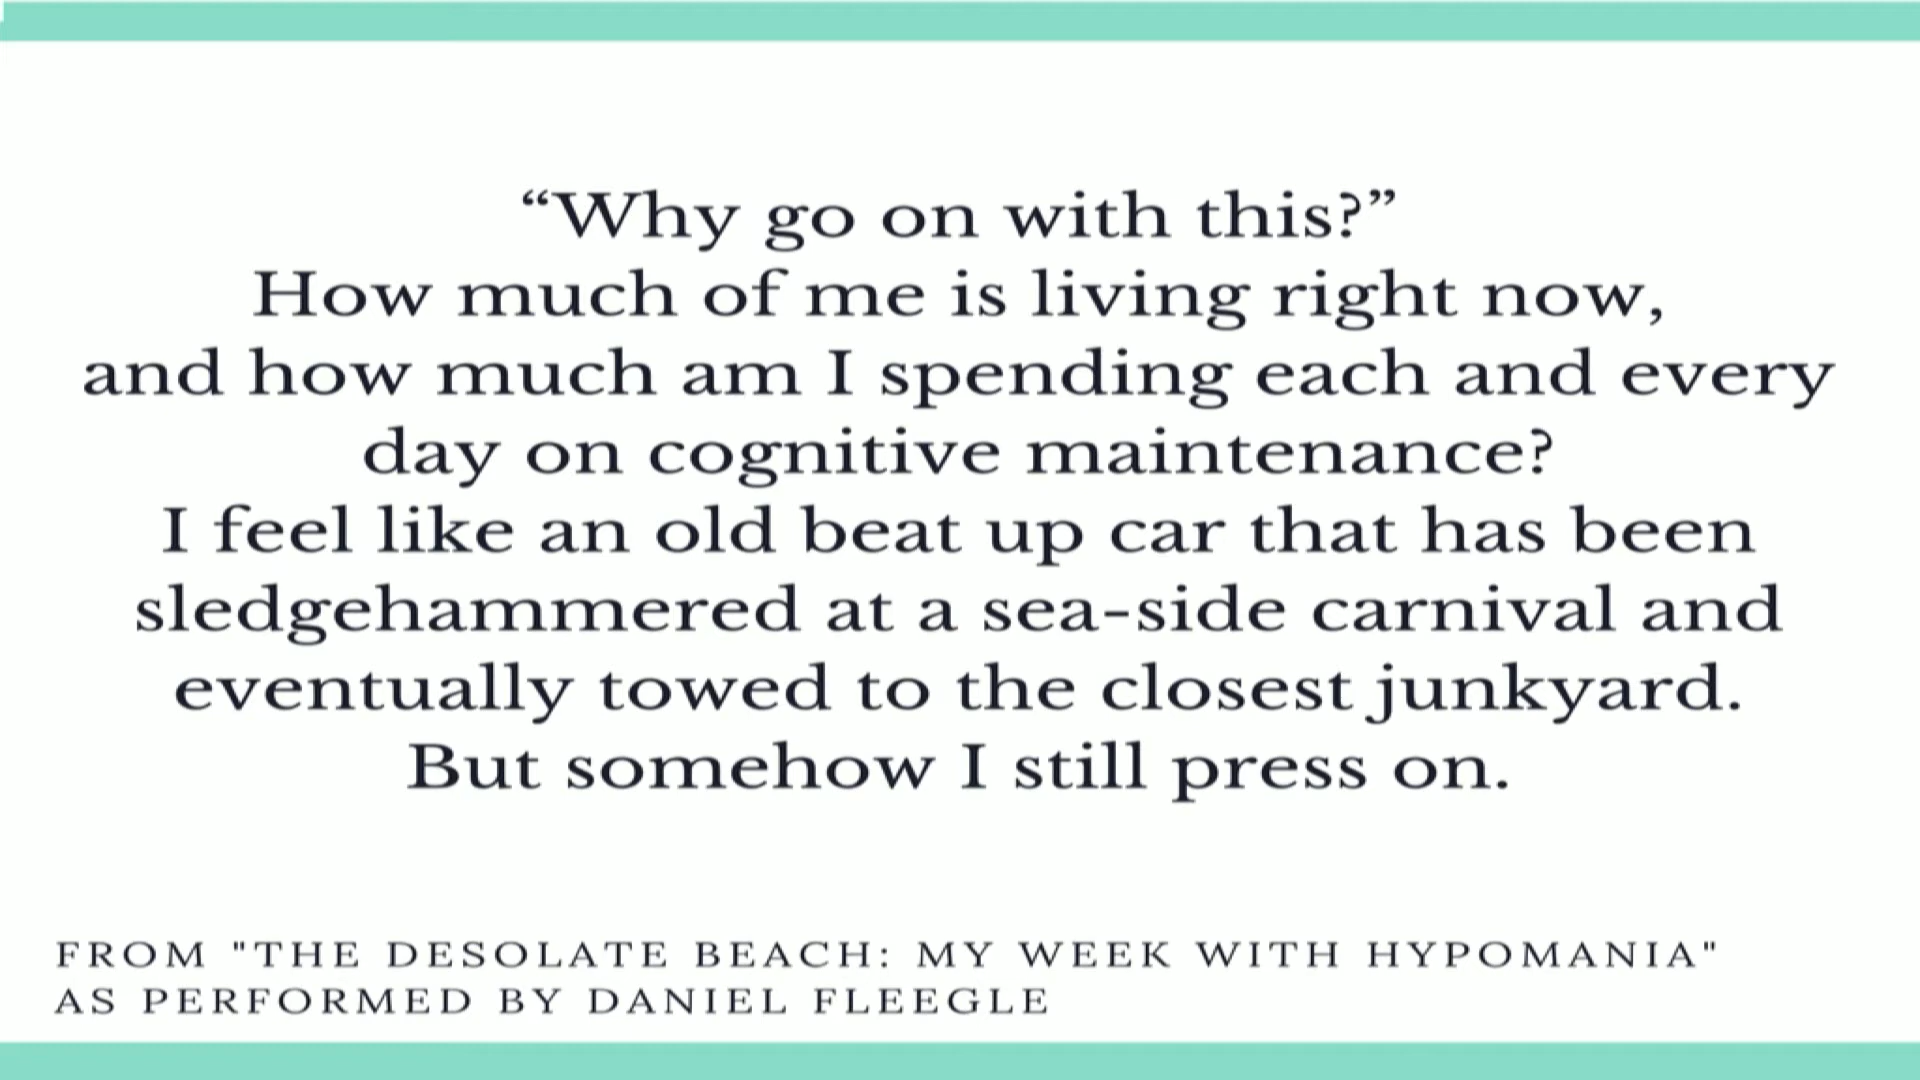 “Why go on with this?”
How much of me is living right now,
and how much am I spending each and every
day on cognitive maintenance?
I feel like an old beat up car that has been
sledgehammered at a sea-side carnival and
eventually towed to the closest junkyard.
But somehow I still press on.
FROM "THE DESOLATE BEACH: MY WEEK WITH HYPOMANIA"
AS PERFORMED BY DANIEL FLEEGLE